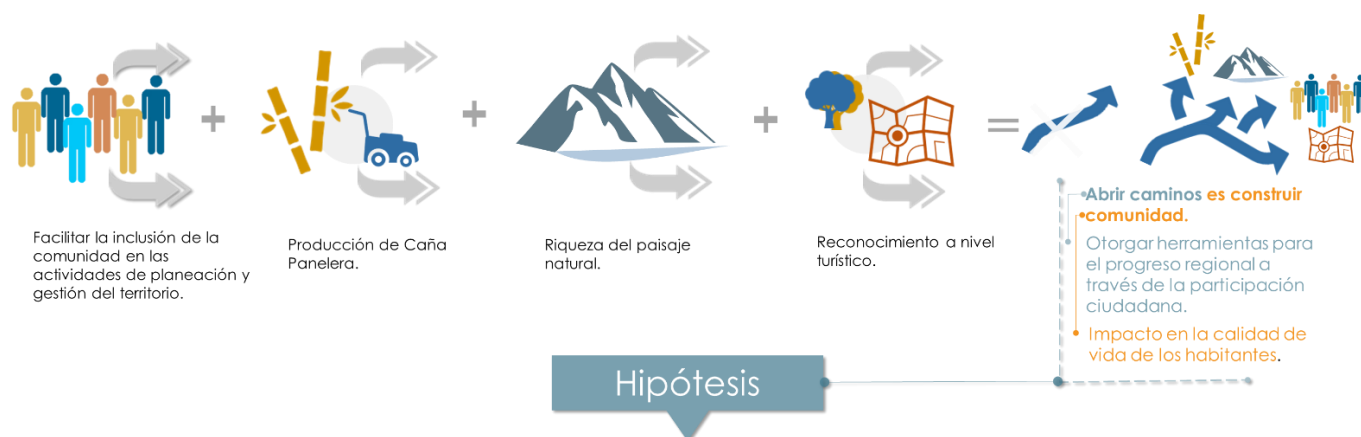 Facilitar la inclusión de la
comunidad en las
actividades de planeación y
gestión del territorio.
Producción de Caña
Panelera.
Riqueza del paisaje
natural.
Reconocimiento a nivel
turístico.
Abrir caminos es construir
comunidad.
Otorgar herramientas para
el progreso regional a
través de la participación
ciudadana.
Impacto en la calidad de
vida de los habitantes.
Hipótesis